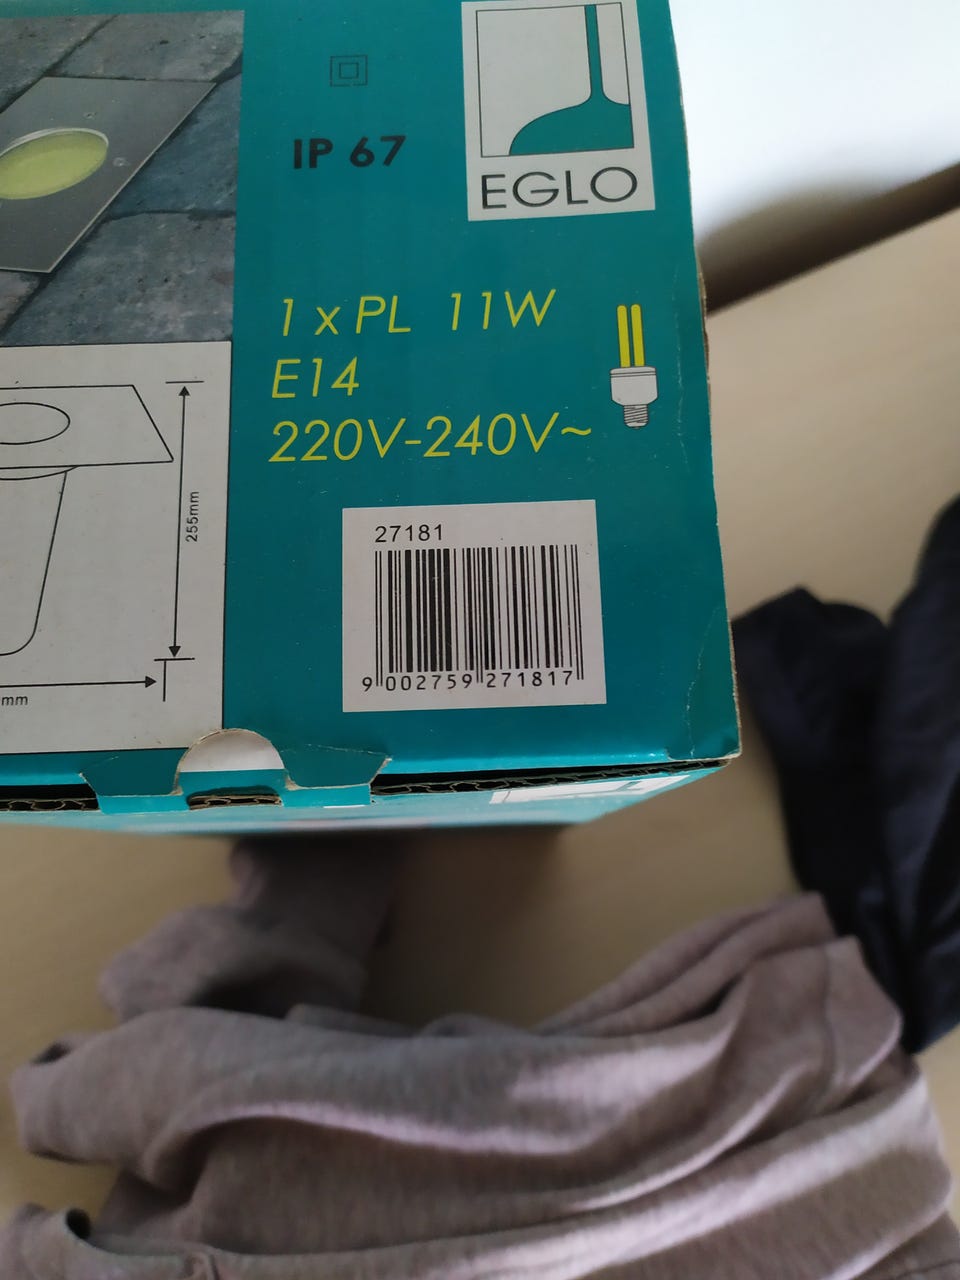 IP 67
EGLO
1 x PL 11W
E14
220V-240V~
255mm
mm
27181
9 002759 271817